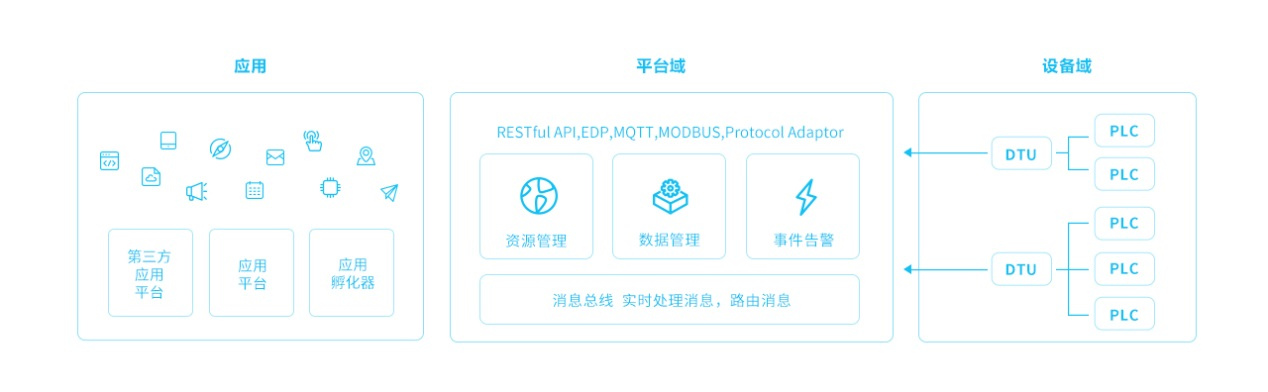 应用
平台域
设备域
第三方
应用
平台
应用
平台
应用
孵化器
RESTful API,EDP,MQTT,MODBUS,Protocol Adaptor
资源管理
数据管理
事件告警
消息总线 实时处理消息，路由消息
DTU
PLC
PLC
DTU
PLC
PLC
PLC